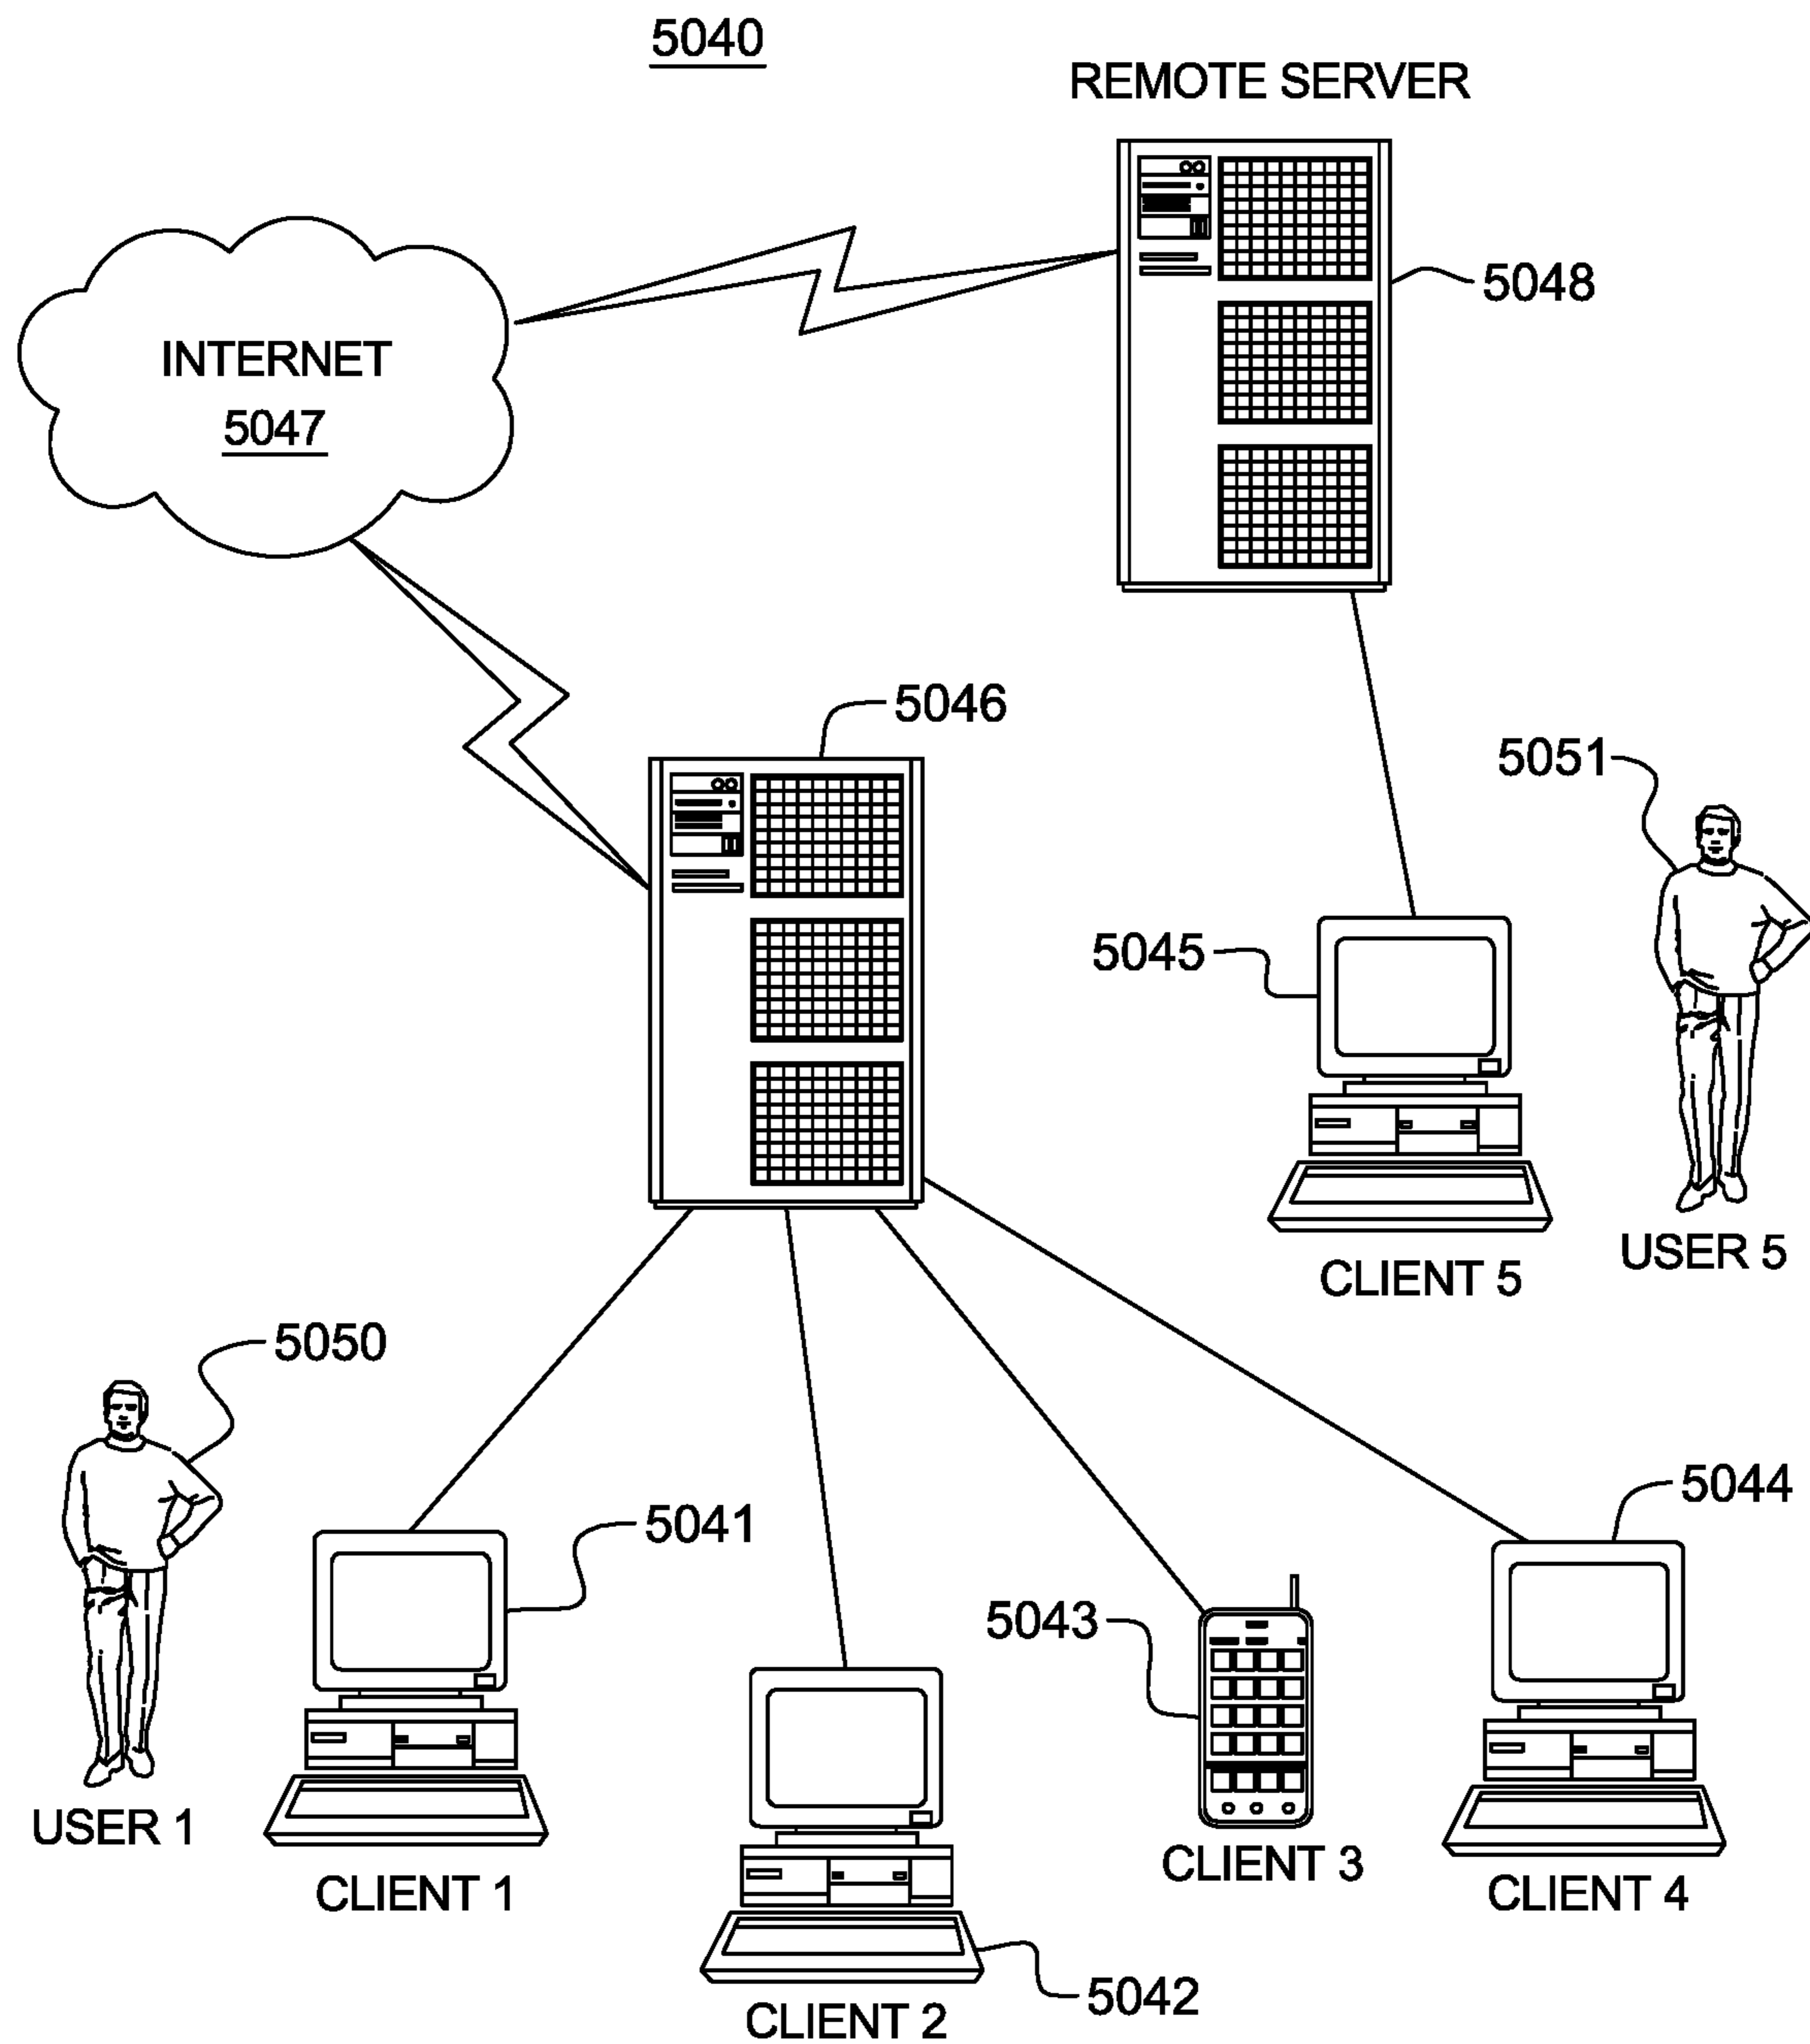 5040
REMOTE SERVER
5048
INTERNET
5047
5046
5051
5045
USER 5
CLIENT 5
5050
5041
5044
5043
USER 1
CLIENT 1
CLIENT 3
CLIENT 4
5042
CLIENT 2